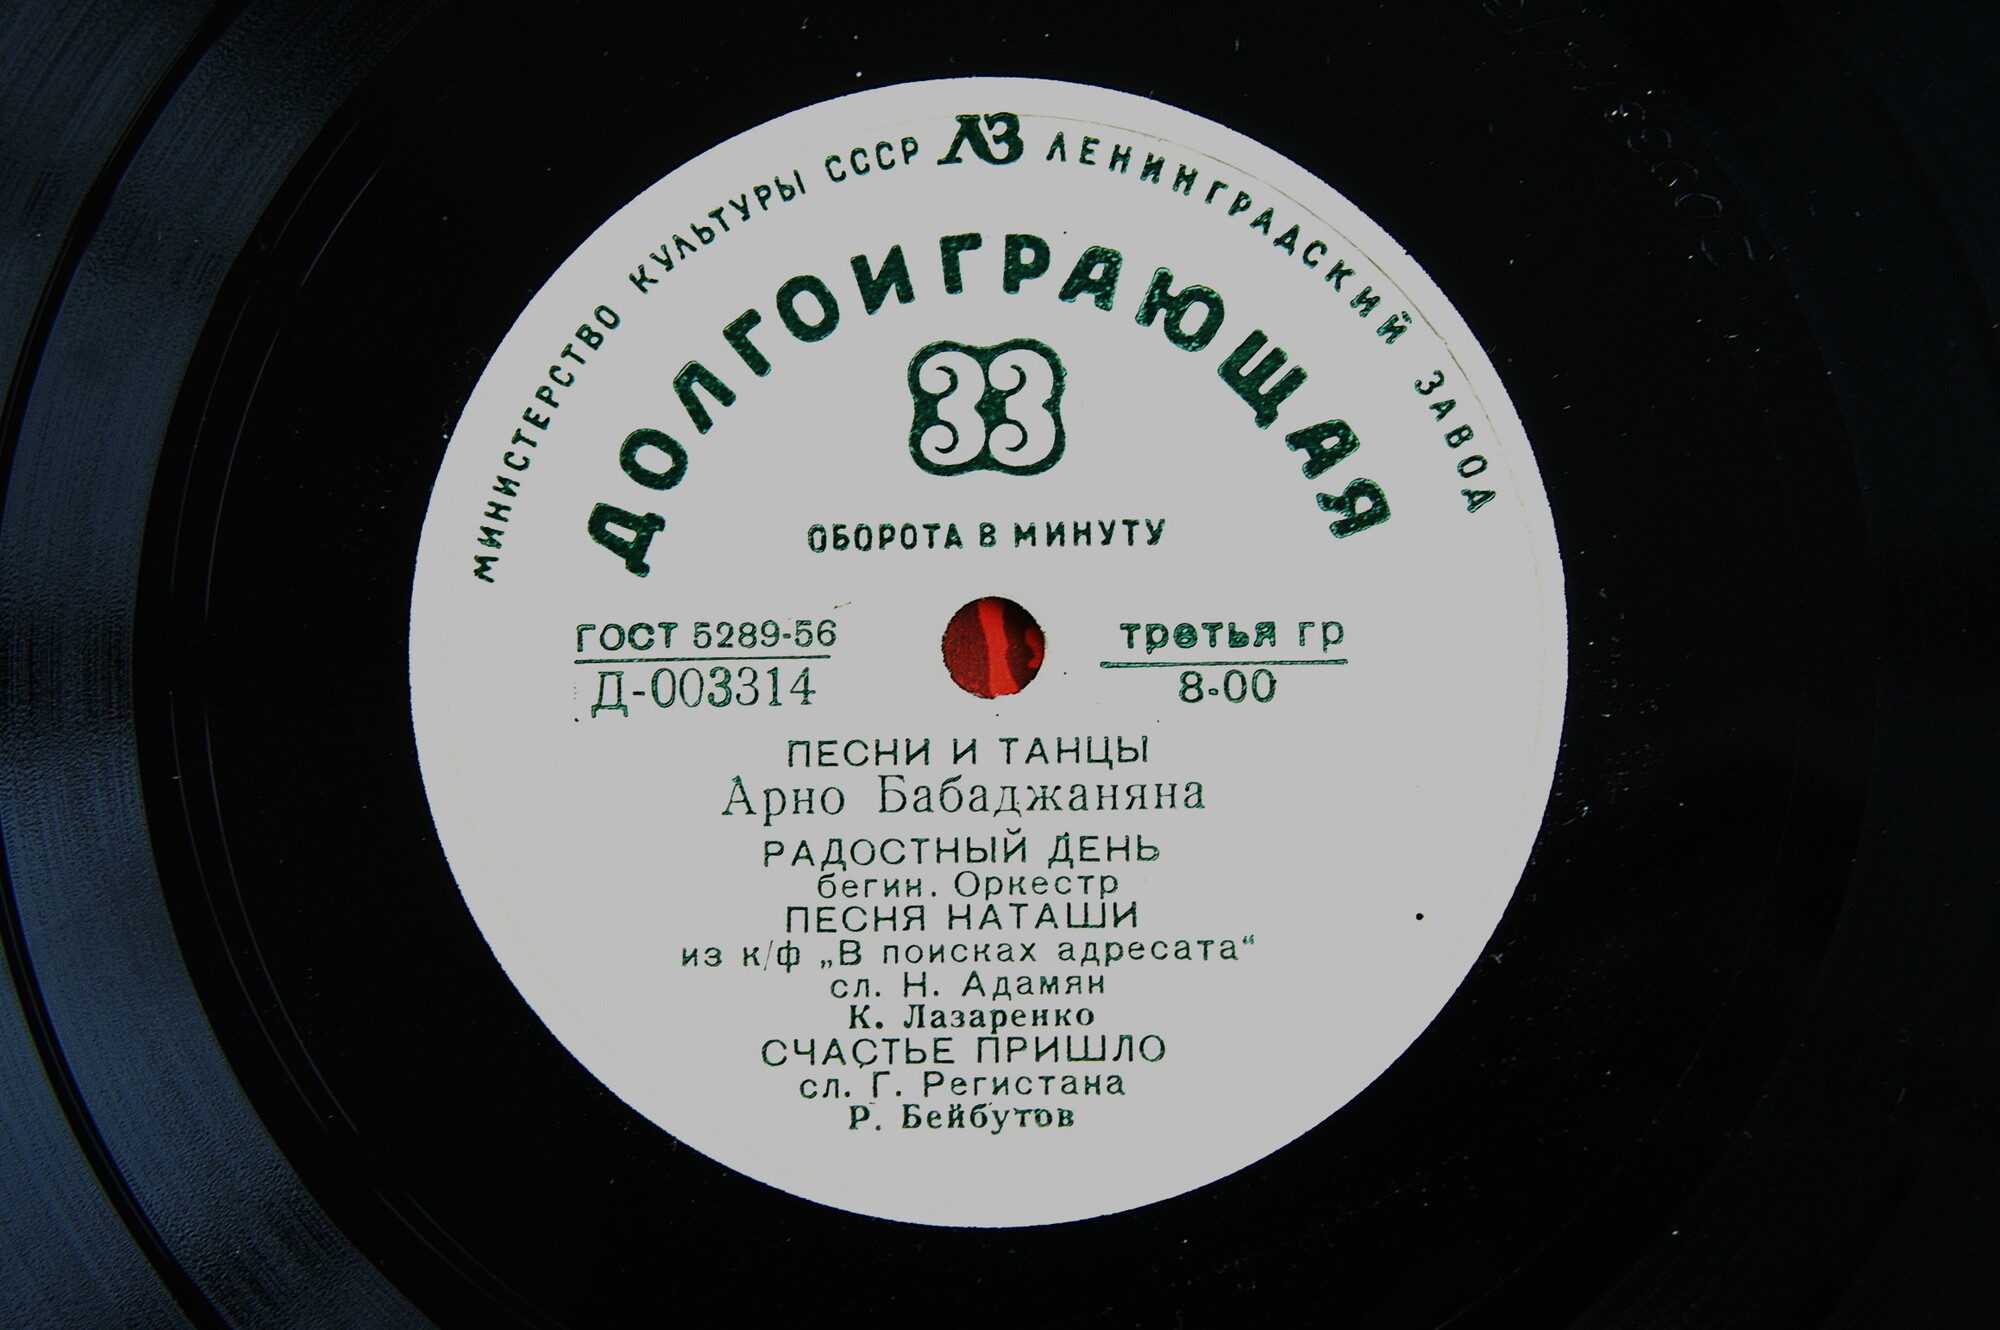 МИНИСТЕРСТВО КУЛЬТУРЫ СССР ЛЗ ЛЕНИНГРАДСКИЙ ЗАВОД
ДОЛГОИГРАЮЩАЯ
33
ОБОРОТА В МИНУТУ
ГОСТ 5289-56
Д-003314
третья гр
8-00
ПЕСНИ И ТАНЦЫ
Арно Бабаджаняна
РАДОСТНЫЙ ДЕНЬ
бегин. Оркестр
ПЕСНЯ НАТАШИ
из к/ф „В поисках адресата“
сл. Н. Адамян
К. Лазаренко
СЧАСТЬЕ ПРИШЛО
сл. Г. Регистана
Р. Бейбутов